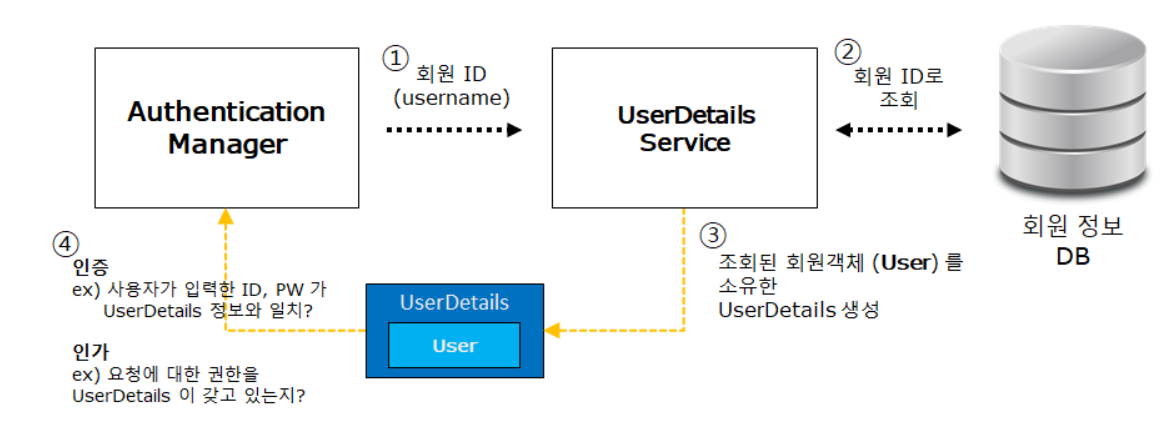 Authentication
Manager
①
회원 ID
(username)
UserDetails
Service
②
회원 ID로
조회
회원 정보
DB
③
조회된 회원객체 (User) 를
소유한
UserDetails 생성
④
인증
ex) 사용자가 입력한 ID, PW 가
UserDetails 정보와 일치?
인가
ex) 요청에 대한 권한을
UserDetails 이 갖고 있는지?
UserDetails
User